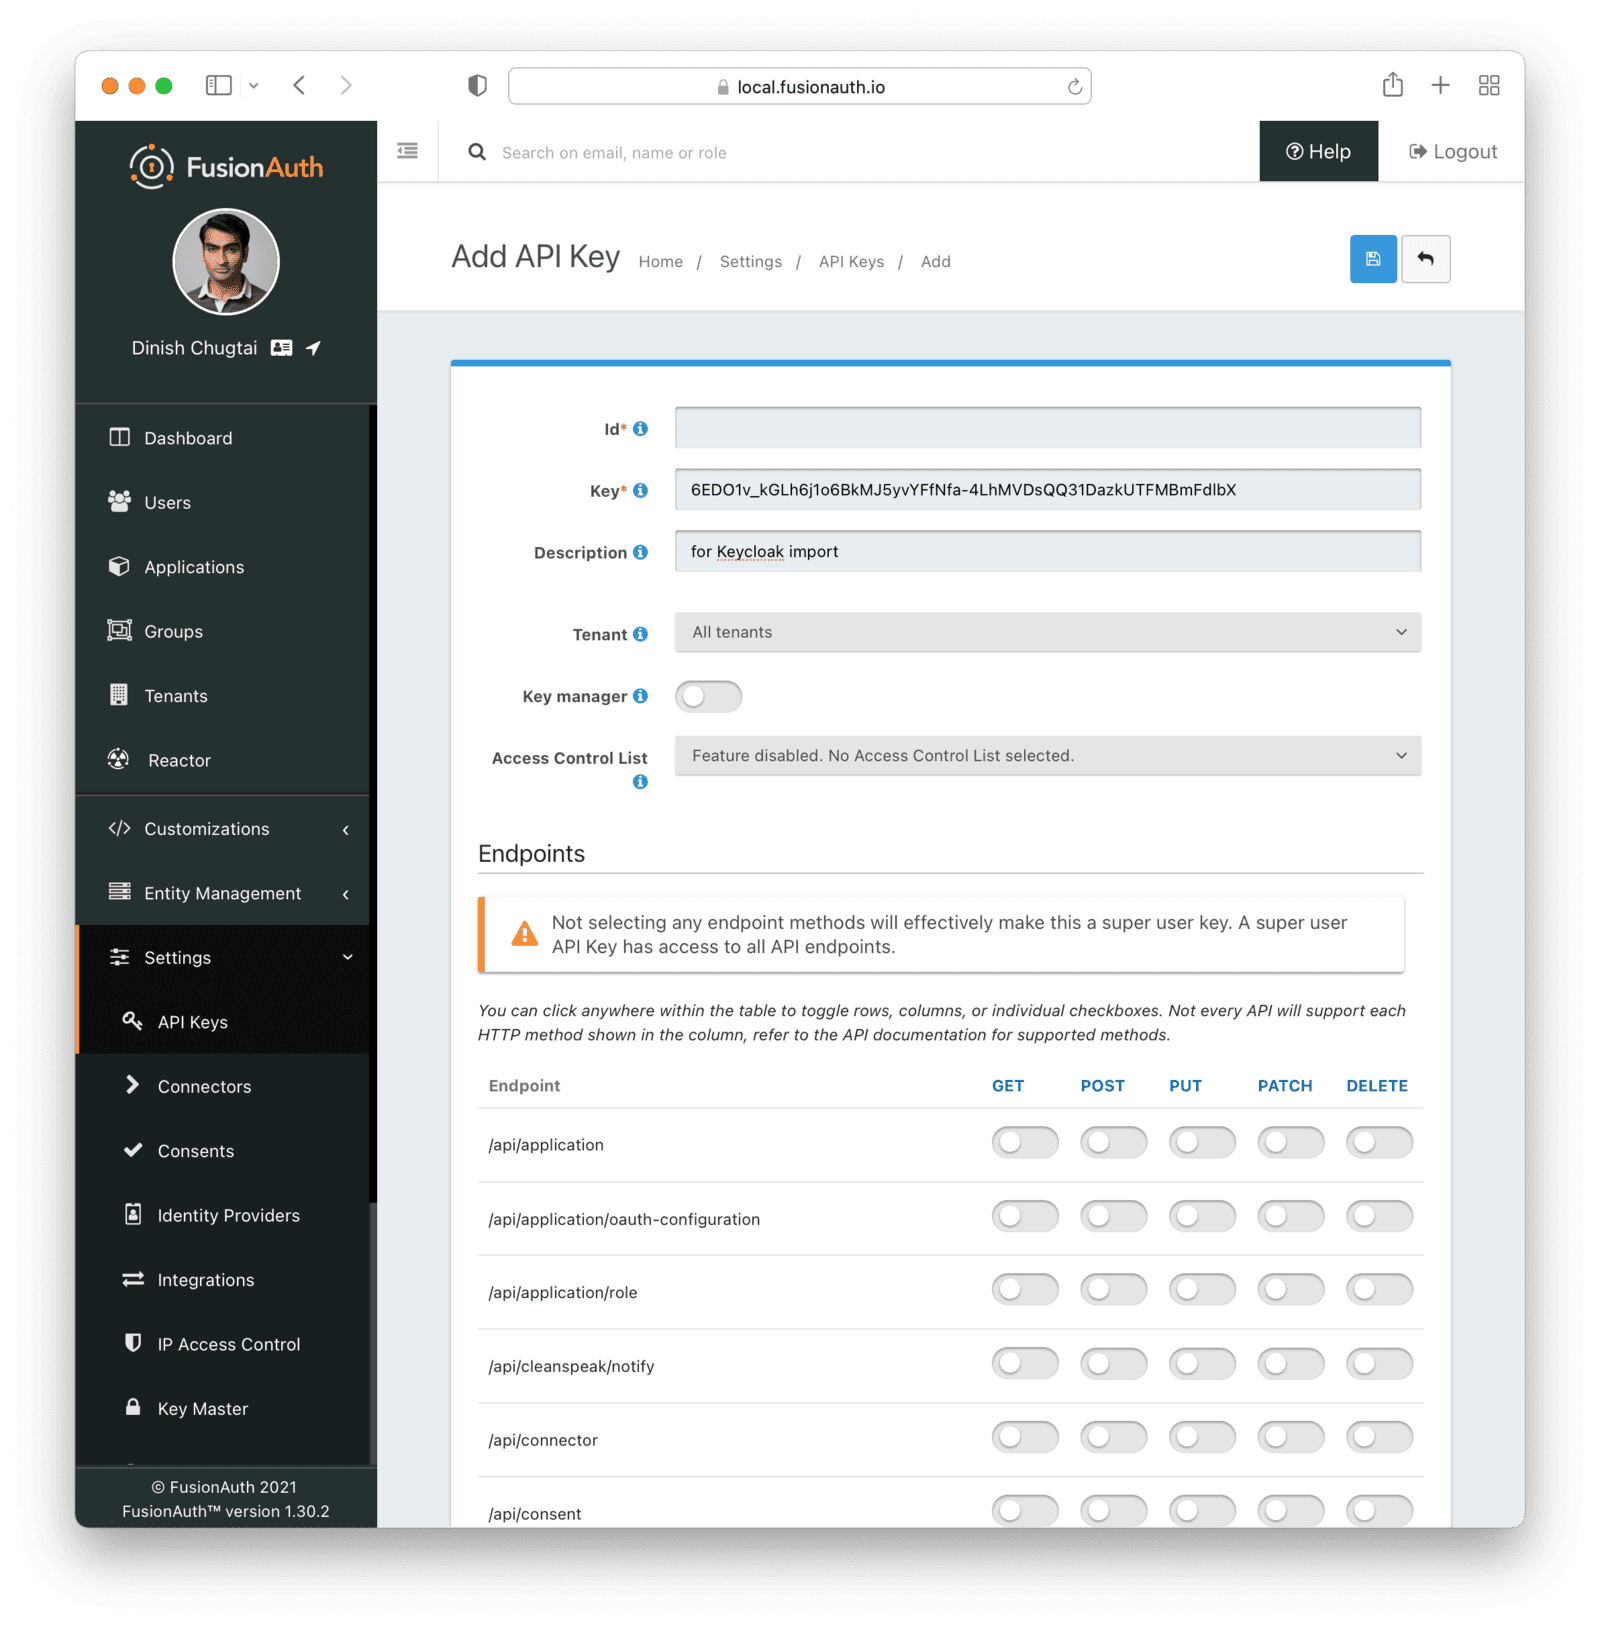 local.fusionauth.io
FusionAuth
Search on email, name or role
Help
Logout
Dinish Chugtai
Dashboard
Users
Applications
Groups
Tenants
Reactor
Customizations
Entity Management
Settings
API Keys
Connectors
Consents
Identity Providers
Integrations
IP Access Control
Key Master
© FusionAuth 2021
FusionAuth™ version 1.30.2
Add API Key
Home / Settings / API Keys / Add
Id*
Key* 6EDO1v_kGLh6j1o6BkMJ5yvYFfNfa-4LhMVDsQQ31DazkUTFMBmFdlbX
Description for Keycloak import
Tenant All tenants
Key manager
Access Control List Feature disabled. No Access Control List selected.
Endpoints
Not selecting any endpoint methods will effectively make this a super user key. A super user
API Key has access to all API endpoints.
You can click anywhere within the table to toggle rows, columns, or individual checkboxes. Not every API will support each
HTTP method shown in the column, refer to the API documentation for supported methods.
Endpoint GET POST PUT PATCH DELETE
/api/application
/api/application/oauth-configuration
/api/application/role
/api/cleanspeak/notify
/api/connector
/api/consent